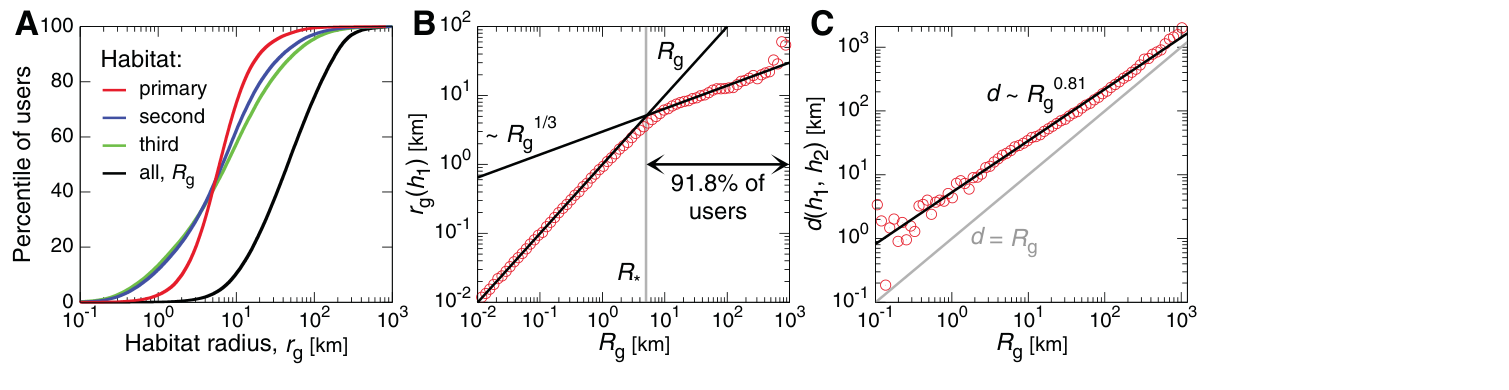 A
100
80
60
40
20
0
Percentile of users
Habitat:
primary
second
third
all, Rg
10-1
100
101
102
103
Habitat radius, rg [km]
B
102
101
100
10-1
10-2
rg(h1) [km]
Rg
~ Rg1/3
91.8% of
users
R*
10-2
10-1
100
101
102
103
Rg [km]
C
103
102
101
100
10-1
d(h1, h2) [km]
d ~ Rg0.81
d = Rg
10-1
100
101
102
103
Rg [km]